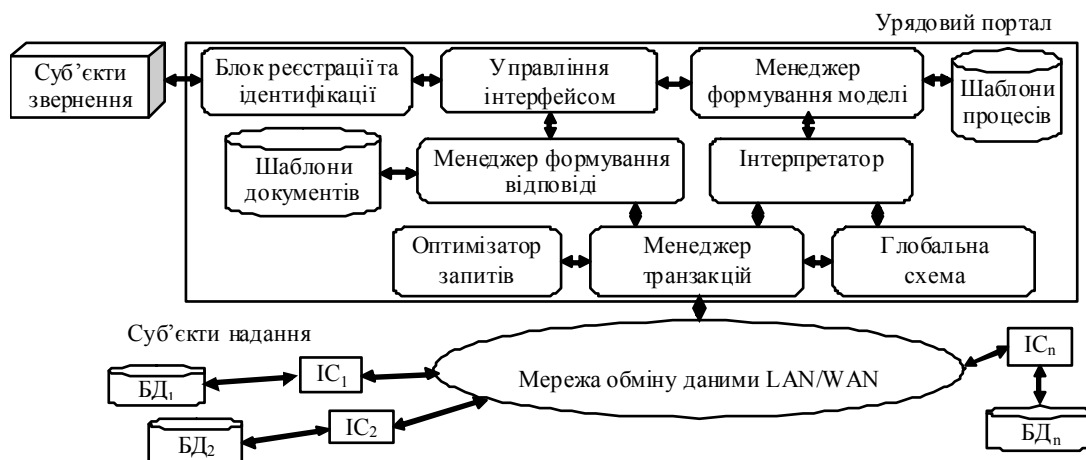 Урядовий портал
Суб’єкти
звернення
Блок реєстрації та
ідентифікації
Управління
інтерфейсом
Менеджер
формування моделі
Шаблони
процесів
Шаблони
документів
Менеджер формування
відповіді
Інтерпретатор
Оптимізатор
запитів
Менеджер
транзакцій
Глобальна
схема
Суб’єкти надання
БД₁
ІС₁
Мережа обміну даними LAN/WAN
ІСₙ
БД₂
ІС₂
БДₙ